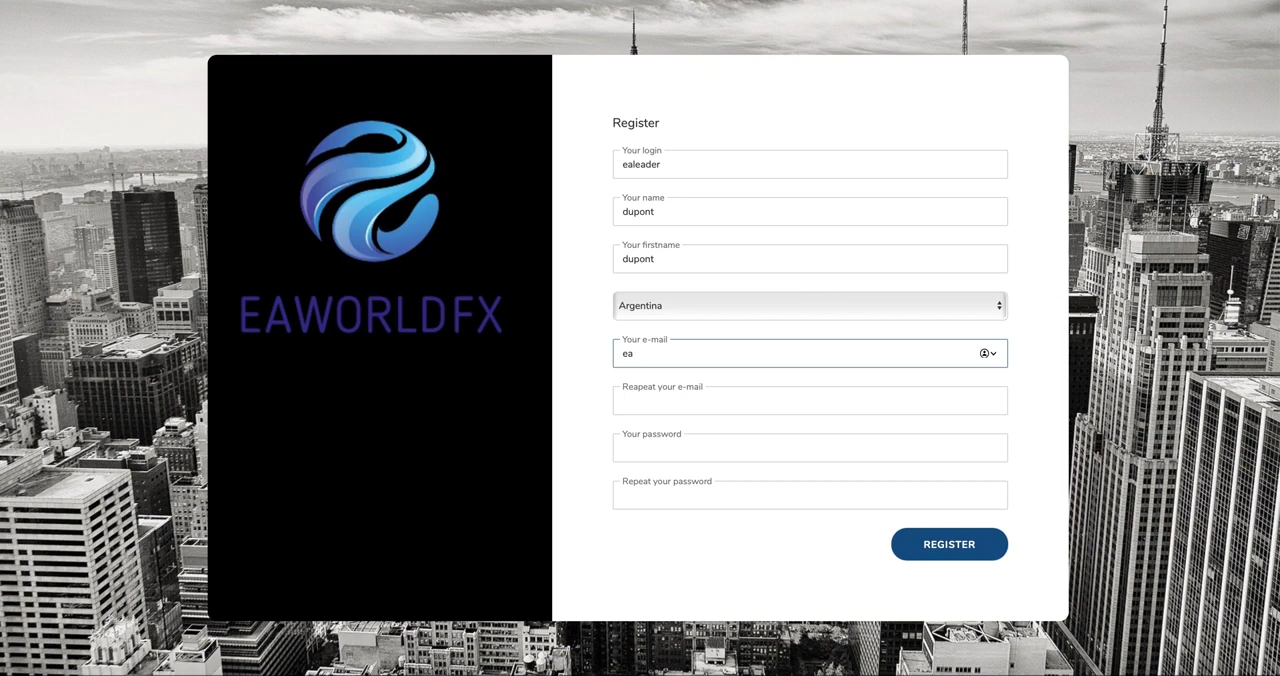 EAWORLDFX
Register
Your login
ealeader
Your name
dupont
Your firstname
dupont
Argentina
Your e-mail
ea
Reapeat your e-mail
Your password
Repeat your password
REGISTER